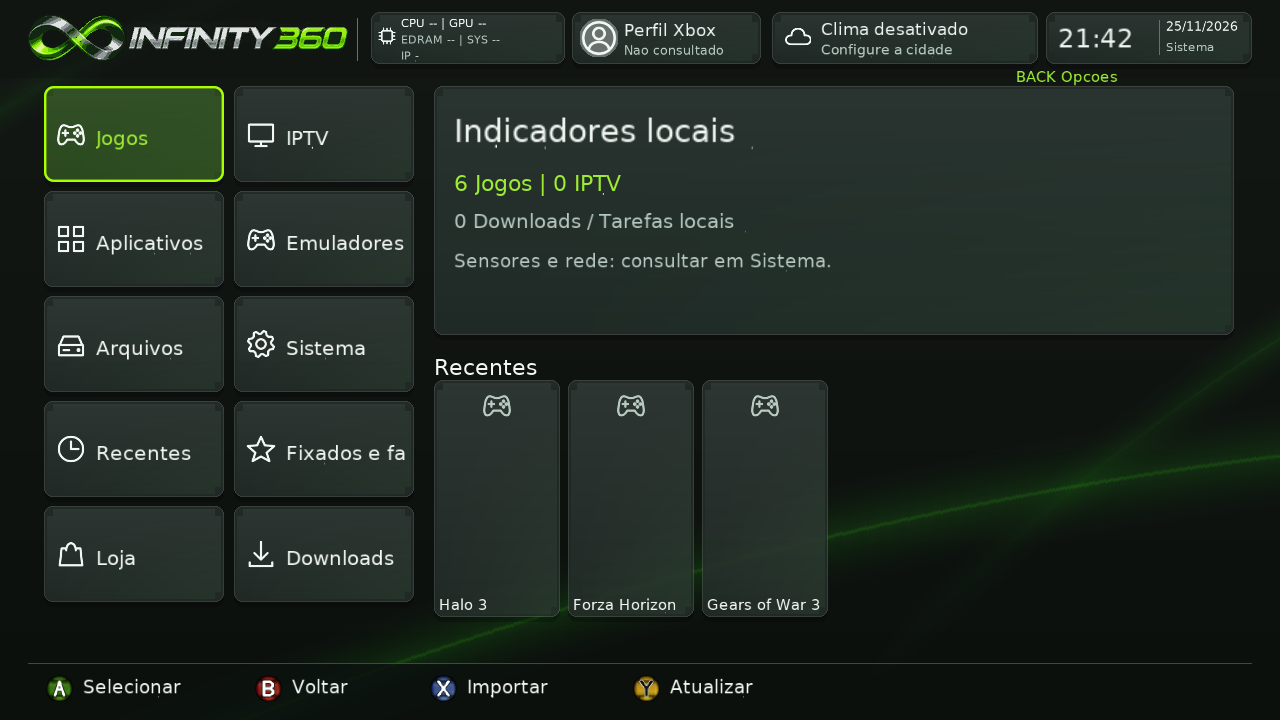 INFINITY 360
CPU -- | GPU --
EDRAM -- | SYS --
IP -
Perfil Xbox
Nao consultado
Clima desativado
Configure a cidade
21:42
25/11/2026
Sistema
BACK Opcoes
Jogos
IPTV
Aplicativos
Emuladores
Arquivos
Sistema
Recentes
Fixados e fa
Loja
Downloads
Indicadores locais
6 Jogos | 0 IPTV
0 Downloads / Tarefas locais
Sensores e rede: consultar em Sistema.
Recentes
Halo 3
Forza Horizon
Gears of War 3
A Selecionar
B Voltar
X Importar
Y Atualizar